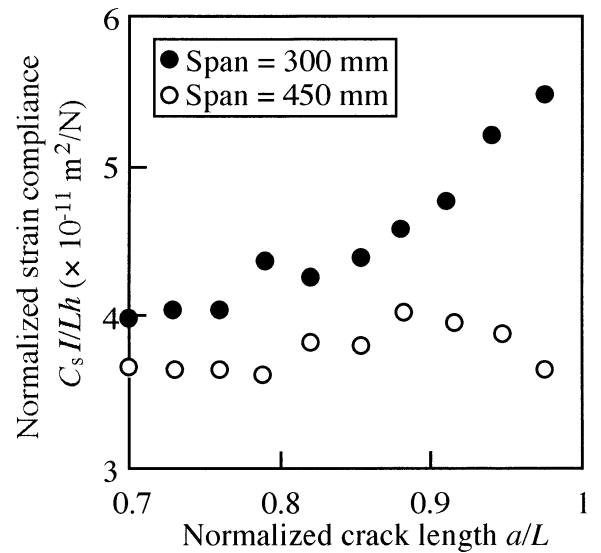 6
Span = 300 mm
Span = 450 mm
5
4
3
0.7
0.8
0.9
1
Normalized crack length a/L
Normalized strain compliance
CₛI/Lh (× 10⁻¹¹ m²/N)